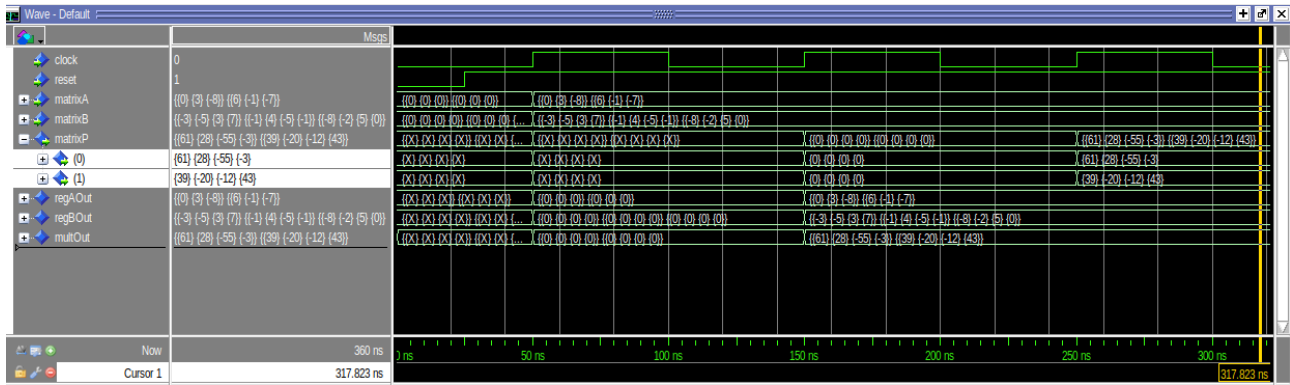 Wave - Default
Msgs
clock 0
reset 1
matrixA {{0} {3} {-8}} {{6} {-1} {-7}} {{0} {0} {0}} {{0} {0} {0}} {{0} {3} {-8}} {{6} {-1} {-7}}
matrixB {{-3} {-5} {3} {7}} {{-1} {4} {-5} {-1}} {{-8} {-2} {5} {0}} {{0} {0} {0} {0}} {{0} {0} {0} {... {{-3} {-5} {3} {7}} {{-1} {4} {-5} {-1}} {{-8} {-2} {5} {0}}
matrixP {{61} {28} {-55} {-3}} {{39} {-20} {-12} {43}} {{X} {X} {X} {X}} {{X} {X} {... {{X} {X} {X} {X}} {{X} {X} {X} {X}} {{0} {0} {0} {0}} {{0} {0} {0} {0}} {{61} {28} {-55} {-3}} {{39} {-20} {-12} {43}}
(0) {61} {28} {-55} {-3} {X} {X} {X} {X} {X} {X} {X} {X} {0} {0} {0} {0} {61} {28} {-55} {-3}
(1) {39} {-20} {-12} {43} {X} {X} {X} {X} {X} {X} {X} {X} {0} {0} {0} {0} {39} {-20} {-12} {43}
regAOut {{0} {3} {-8}} {{6} {-1} {-7}} {{X} {X} {X}} {{X} {X} {X}} {{0} {0} {0}} {{0} {0} {0}} {{0} {3} {-8}} {{6} {-1} {-7}}
regBOut {{-3} {-5} {3} {7}} {{-1} {4} {-5} {-1}} {{-8} {-2} {5} {0}} {{X} {X} {X} {X}} {{X} {X} {... {{0} {0} {0} {0}} {{0} {0} {0} {0}} {{0} {0} {0} {0}} {{-3} {-5} {3} {7}} {{-1} {4} {-5} {-1}} {{-8} {-2} {5} {0}}
multOut {{61} {28} {-55} {-3}} {{39} {-20} {-12} {43}} {{X} {X} {X} {X}} {{X} {X} {... {{0} {0} {0} {0}} {{0} {0} {0} {0}} {{61} {28} {-55} {-3}} {{39} {-20} {-12} {43}}
Now 360 ns ns 50 ns 100 ns 150 ns 200 ns 250 ns 300 ns
Cursor 1 317.823 ns 317.823 ns